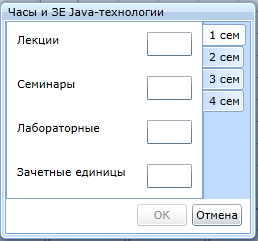 Часы и ЗЕ Java-технологии
Лекции
1 сем
2 сем
Семинары
3 сем
4 сем
Лабораторные
Зачетные единицы
OK
Отмена